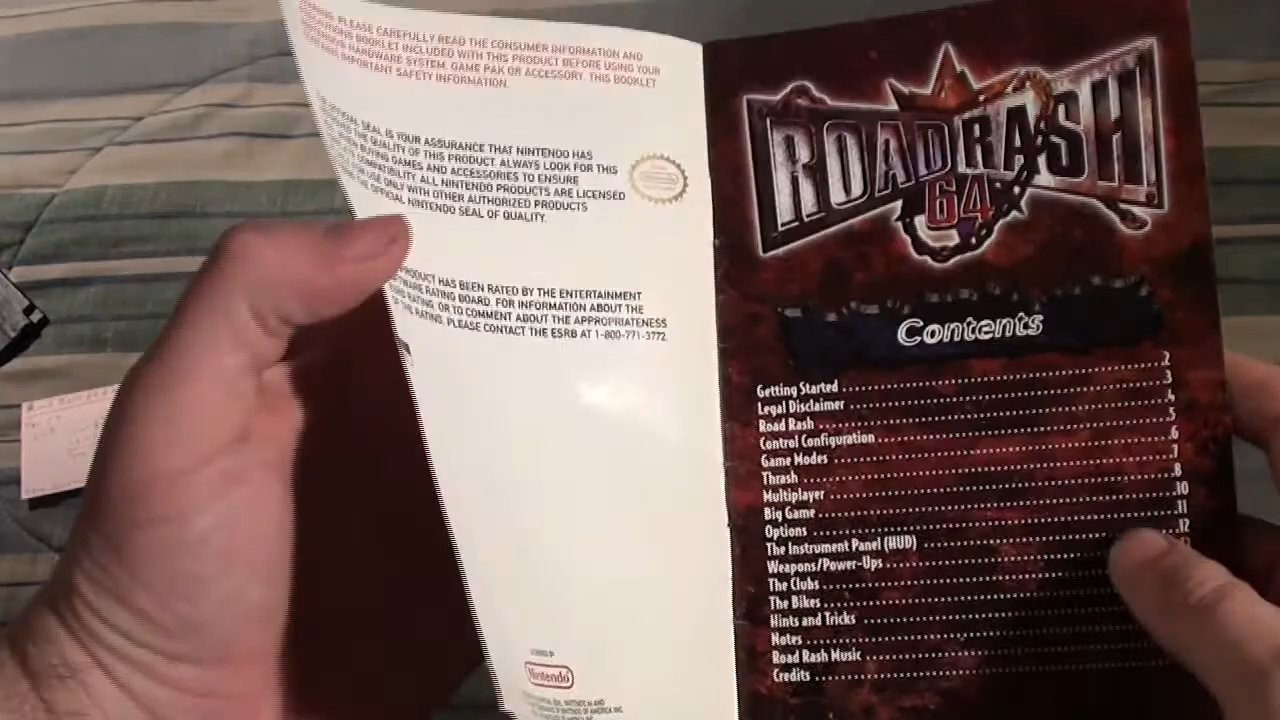 PLEASE CAREFULLY READ THE CONSUMER INFORMATION AND
BOOKLET INCLUDED WITH THIS PRODUCT BEFORE USING YOUR
HARDWARE SYSTEM, GAME PAK OR ACCESSORY. THIS BOOKLET
IMPORTANT SAFETY INFORMATION.
SEAL IS YOUR ASSURANCE THAT NINTENDO HAS
THE QUALITY OF THIS PRODUCT. ALWAYS LOOK FOR THIS
BUYING GAMES AND ACCESSORIES TO ENSURE
COMPATIBILITY. ALL NINTENDO PRODUCTS ARE LICENSED
USE ONLY WITH OTHER AUTHORIZED PRODUCTS
OFFICIAL NINTENDO SEAL OF QUALITY.
PRODUCT HAS BEEN RATED BY THE ENTERTAINMENT
RATING BOARD. FOR INFORMATION ABOUT THE
RATING, OR TO COMMENT ABOUT THE APPROPRIATENESS
RATING, PLEASE CONTACT THE ESRB AT 1-800-771-3772.
Nintendo
ROAD RASH
64
Contents
Getting Started 2
Legal Disclaimer 3
Road Rash 4
Control Configuration 5
Game Modes 6
Thrash 7
Multiplayer 8
Big Game 10
Options 11
The Instrument Panel (HUD) 12
Weapons/Power-Ups
The Clubs
The Bikes
Hints and Tricks
Notes
Road Rash Music
Credits